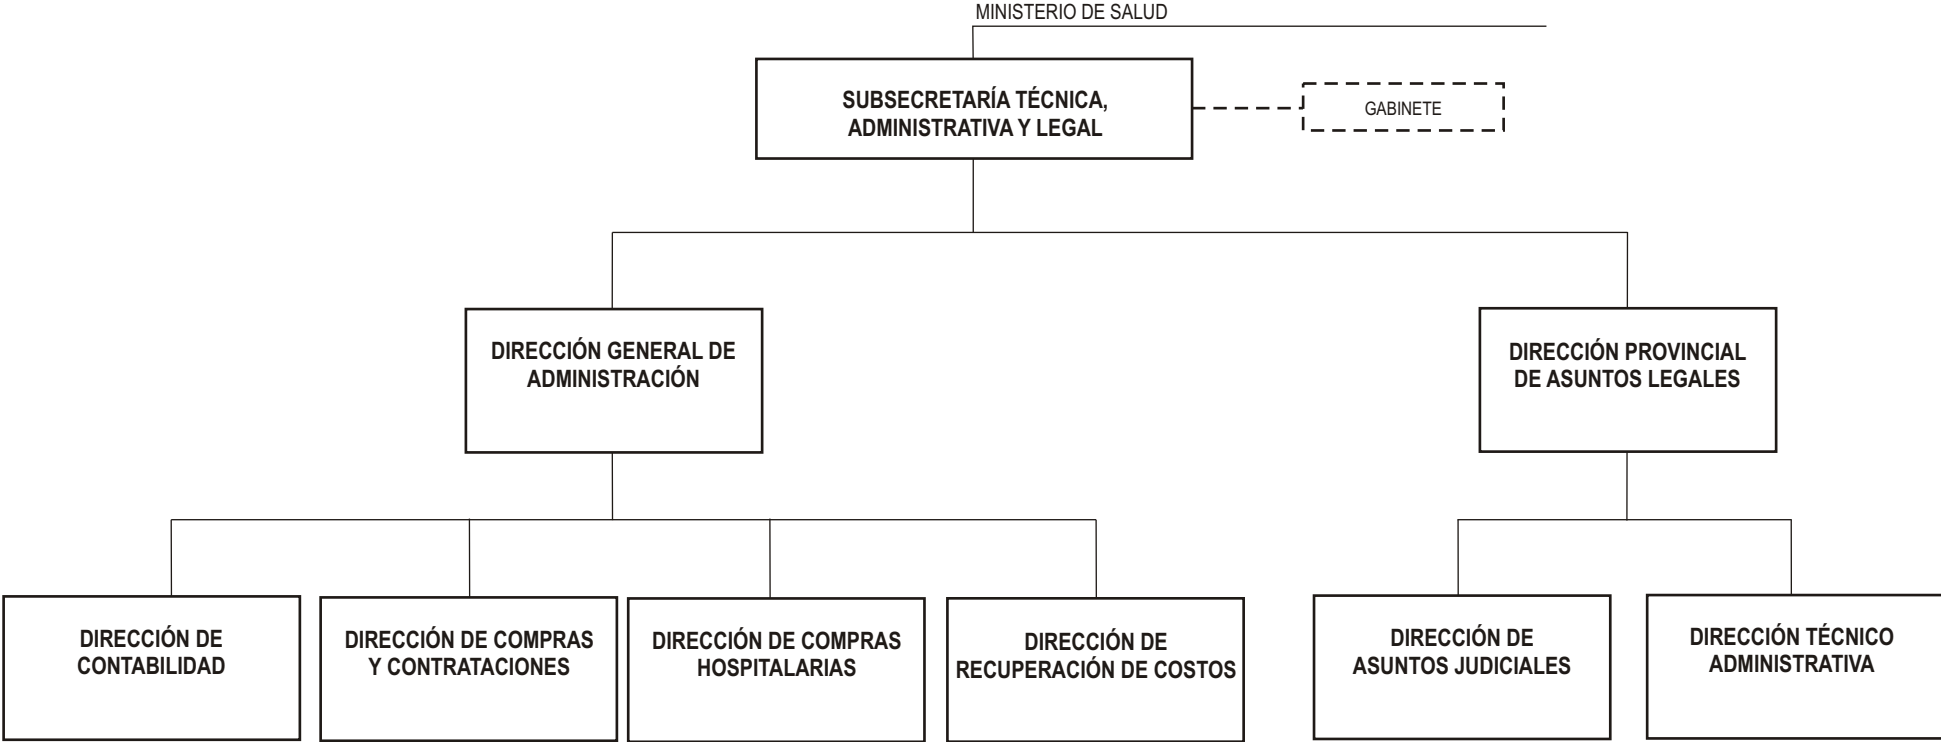 MINISTERIO DE SALUD
SUBSECRETARÍA TÉCNICA,
ADMINISTRATIVA Y LEGAL
GABINETE
DIRECCIÓN GENERAL DE
ADMINISTRACIÓN
DIRECCIÓN PROVINCIAL
DE ASUNTOS LEGALES
DIRECCIÓN DE
CONTABILIDAD
DIRECCIÓN DE COMPRAS
Y CONTRATACIONES
DIRECCIÓN DE COMPRAS
HOSPITALARIAS
DIRECCIÓN DE
RECUPERACIÓN DE COSTOS
DIRECCIÓN DE
ASUNTOS JUDICIALES
DIRECCIÓN TÉCNICO
ADMINISTRATIVA